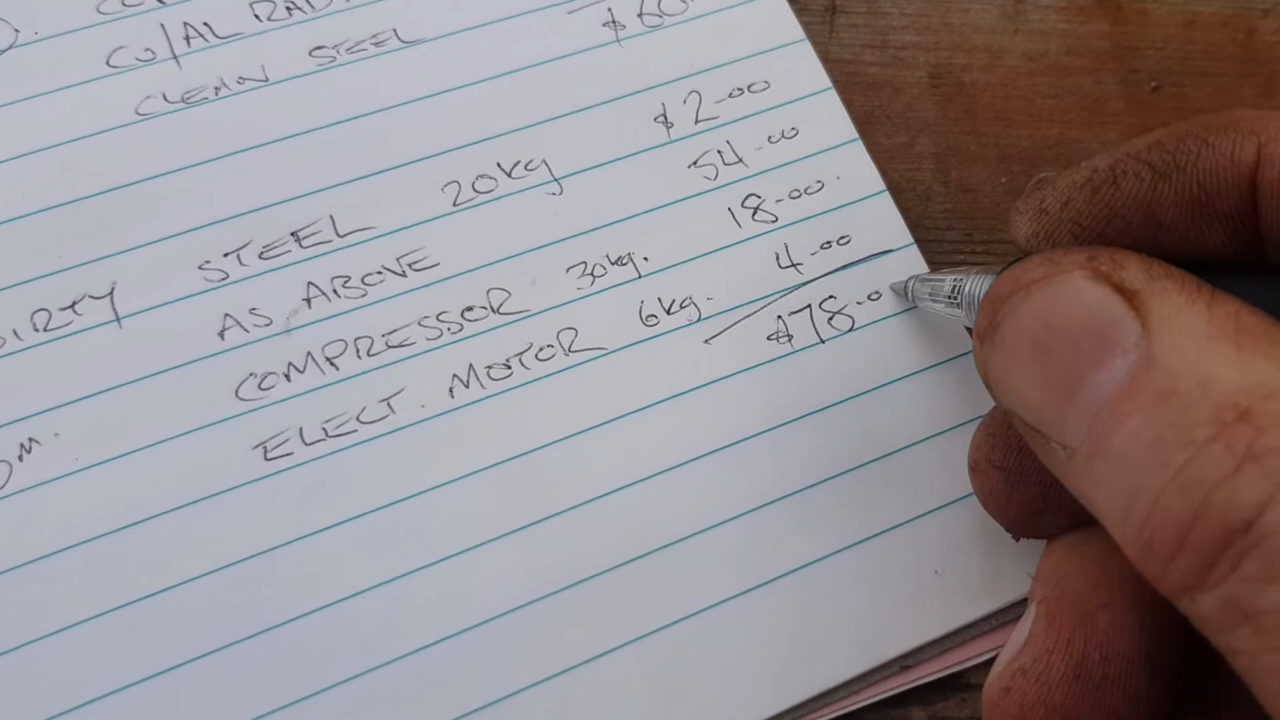 CU/AL RAD
CLEAN STEEL $60.
DIRTY STEEL 20kg $2-00
AS ABOVE 54-00
COMPRESSOR 30kg. 18-00.
ELECT. MOTOR 6kg. 4-00
$78-0